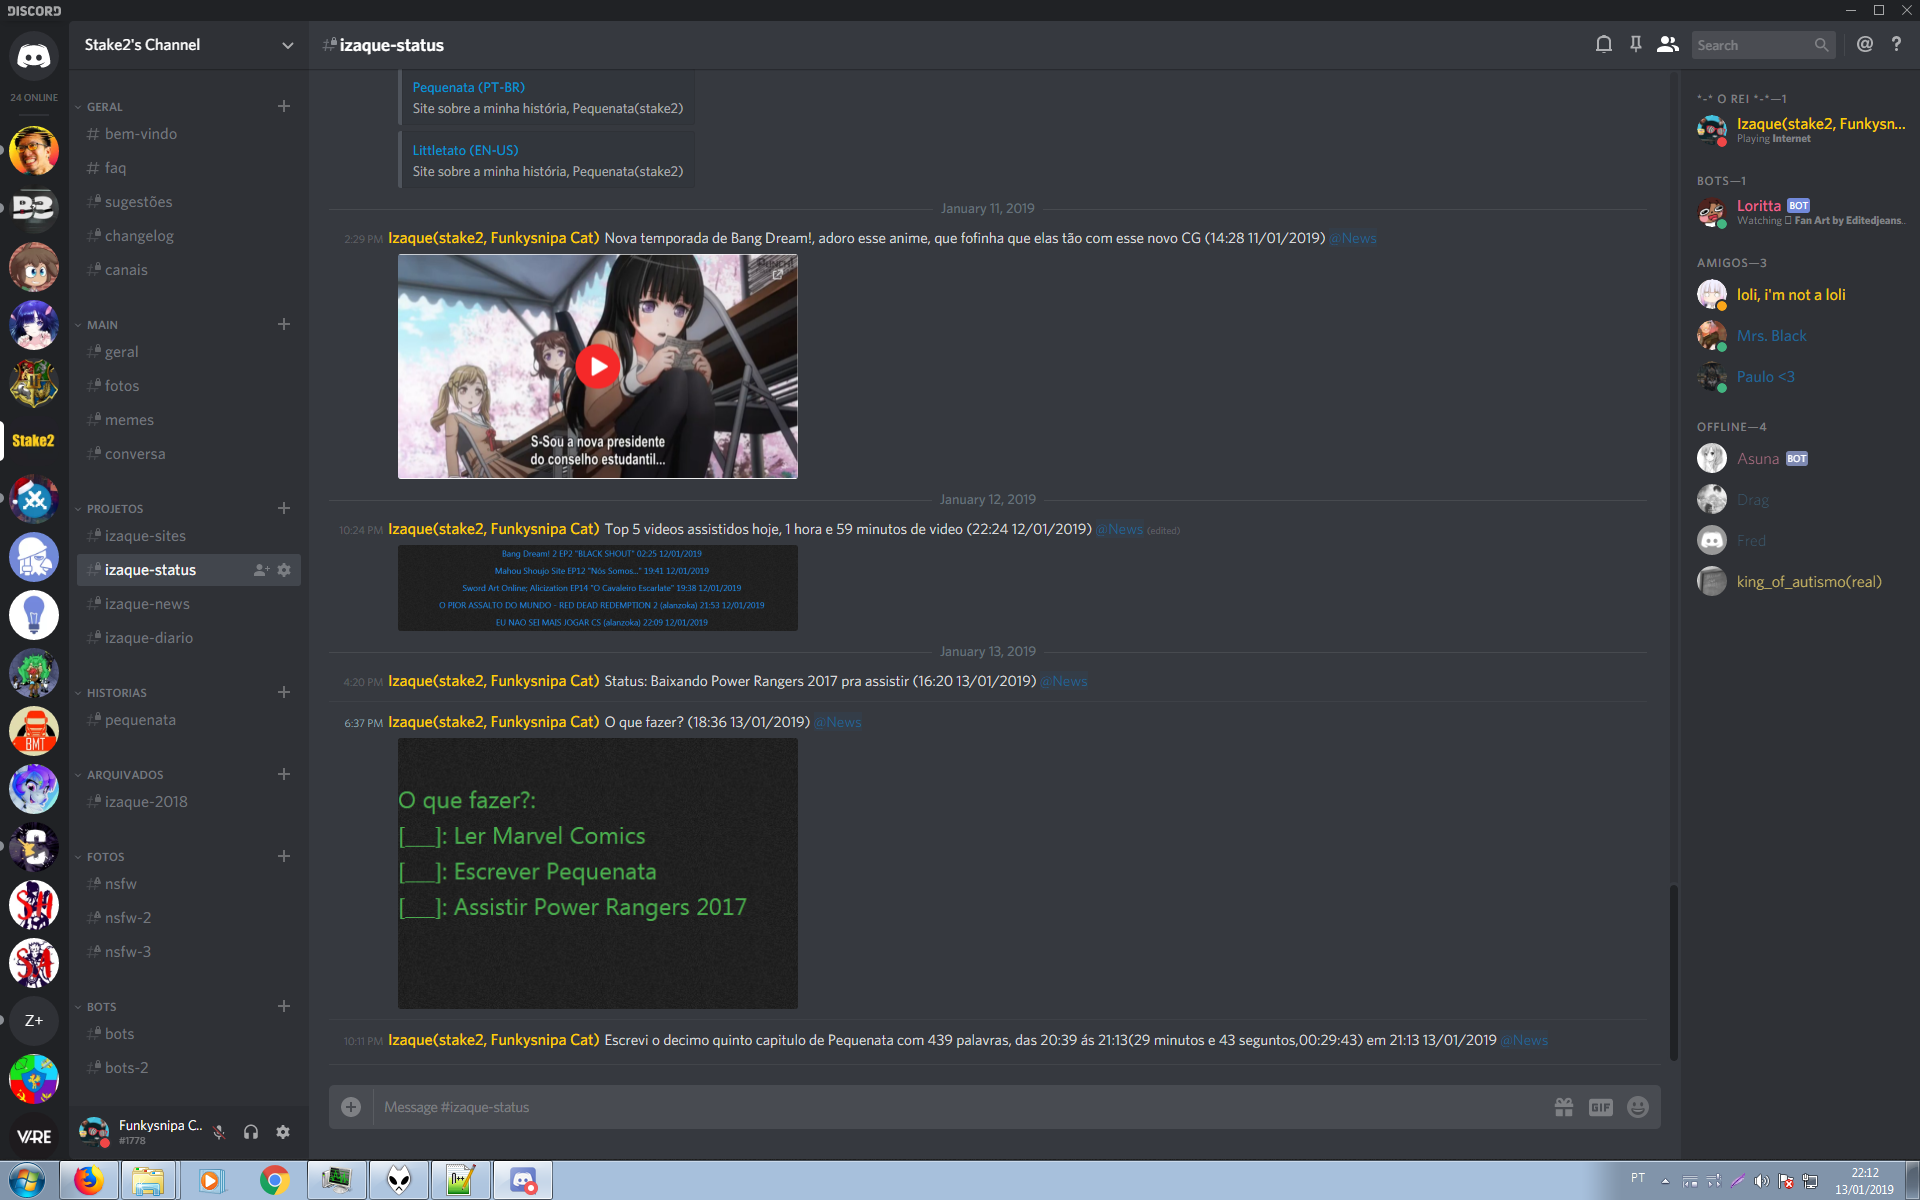 DISCORD
24 ONLINE
Stake2
BMT
Z+
VARE
Stake2's Channel
GERAL
bem-vindo
faq
sugestões
changelog
canais
MAIN
geral
fotos
memes
conversa
PROJETOS
izaque-sites
izaque-status
izaque-news
izaque-diario
HISTORIAS
pequenata
ARQUIVADOS
izaque-2018
FOTOS
nsfw
nsfw-2
nsfw-3
BOTS
bots
bots-2
Funkysnipa C..
#1778
izaque-status
Search
Pequenata (PT-BR)
Site sobre a minha história, Pequenata(stake2)
Littletato (EN-US)
Site sobre a minha história, Pequenata(stake2)
January 11, 2019
2:29 PM Izaque(stake2, Funkysnipa Cat) Nova temporada de Bang Dream!, adoro esse anime, que fofinha que elas tão com esse novo CG (14:28 11/01/2019) @News
S-Sou a nova presidente
do conselho estudantil...
January 12, 2019
10:24 PM Izaque(stake2, Funkysnipa Cat) Top 5 videos assistidos hoje, 1 hora e 59 minutos de video (22:24 12/01/2019) @News (edited)
Bang Dream! 2 EP2 "BLACK SHOUT" 02:25 12/01/2019
Mahou Shoujo Site EP12 "Nós Somos..." 19:41 12/01/2019
Sword Art Online; Alicization EP14 "O Cavaleiro Escarlate" 19:38 12/01/2019
O PIOR ASSALTO DO MUNDO - RED DEAD REDEMPTION 2 (alanzoka) 21:53 12/01/2019
EU NAO SEI MAIS JOGAR CS (alanzoka) 22:09 12/01/2019
January 13, 2019
4:20 PM Izaque(stake2, Funkysnipa Cat) Status: Baixando Power Rangers 2017 pra assistir (16:20 13/01/2019) @News
6:37 PM Izaque(stake2, Funkysnipa Cat) O que fazer? (18:36 13/01/2019) @News
O que fazer?:
[___]: Ler Marvel Comics
[___]: Escrever Pequenata
[___]: Assistir Power Rangers 2017
10:11 PM Izaque(stake2, Funkysnipa Cat) Escrevi o decimo quinto capitulo de Pequenata com 439 palavras, das 20:39 ás 21:13(29 minutos e 43 seguntos,00:29:43) em 21:13 13/01/2019 @News
Message #izaque-status
GIF
*-* O REI *-*—1
Izaque(stake2, Funkysn...
Playing Internet
BOTS—1
Loritta BOT
Watching Fan Art by Editedjeans..
AMIGOS—3
loli, i'm not a loli
Mrs. Black
Paulo <3
OFFLINE—4
Asuna BOT
Drag
Fred
king_of_autismo(real)
PT
22:12
13/01/2019